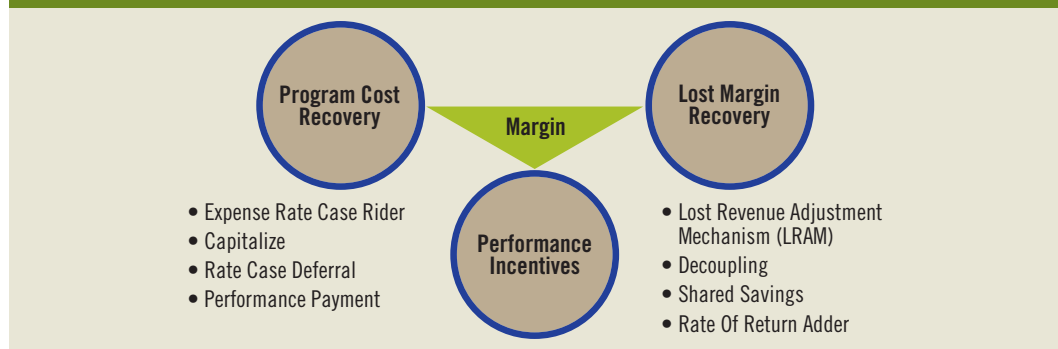 Program Cost
Recovery
Margin
Lost Margin
Recovery
• Expense Rate Case Rider
• Capitalize
• Rate Case Deferral
• Performance Payment
Performance
Incentives
• Lost Revenue Adjustment
Mechanism (LRAM)
• Decoupling
• Shared Savings
• Rate Of Return Adder